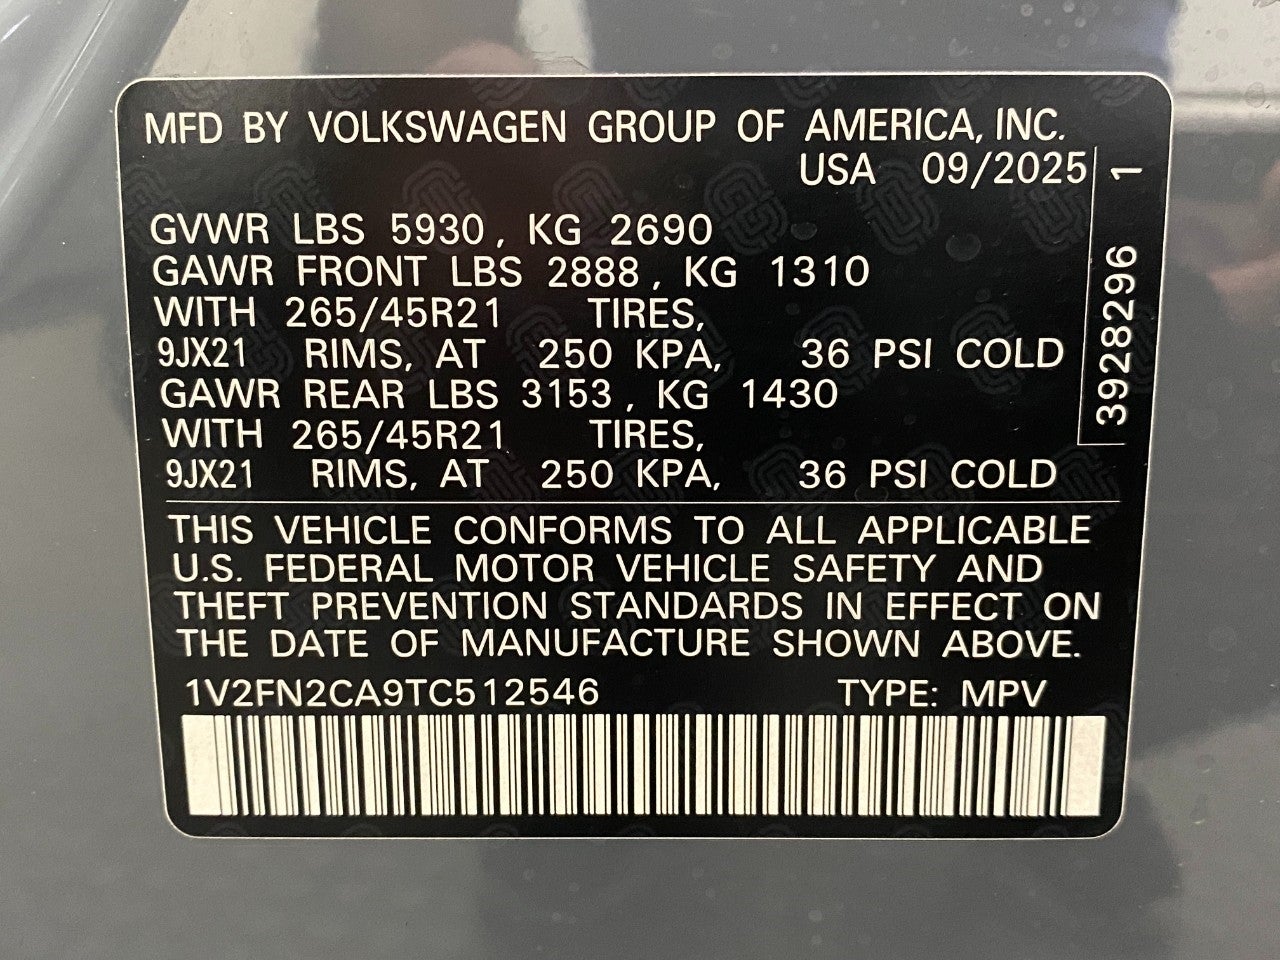 MFD BY VOLKSWAGEN GROUP OF AMERICA, INC.
USA 09/2025
GVWR LBS 5930, KG 2690
GAWR FRONT LBS 2888, KG 1310
WITH 265/45R21 TIRES,
9JX21 RIMS, AT 250 KPA, 36 PSI COLD
GAWR REAR LBS 3153, KG 1430
WITH 265/45R21 TIRES,
9JX21 RIMS, AT 250 KPA, 36 PSI COLD
3928296 1
THIS VEHICLE CONFORMS TO ALL APPLICABLE
U.S. FEDERAL MOTOR VEHICLE SAFETY AND
THEFT PREVENTION STANDARDS IN EFFECT ON
THE DATE OF MANUFACTURE SHOWN ABOVE.
1V2FN2CA9TC512546 TYPE: MPV